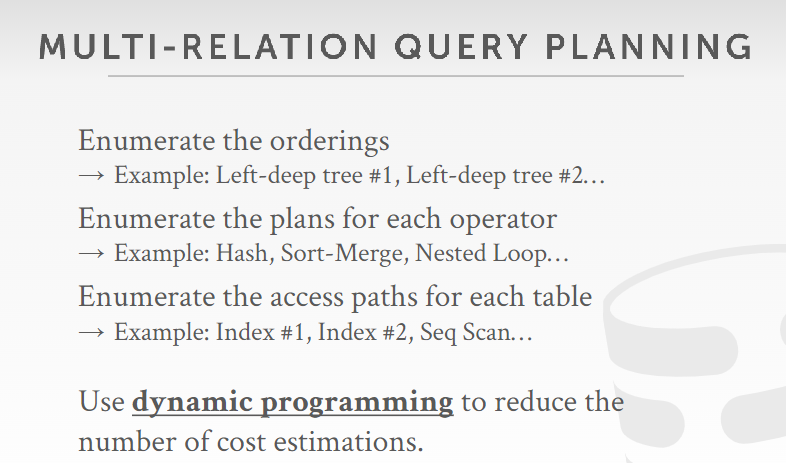 MULTI-RELATION QUERY PLANNING
Enumerate the orderings
→ Example: Left-deep tree #1, Left-deep tree #2…
Enumerate the plans for each operator
→ Example: Hash, Sort-Merge, Nested Loop…
Enumerate the access paths for each table
→ Example: Index #1, Index #2, Seq Scan…
Use dynamic programming to reduce the
number of cost estimations.